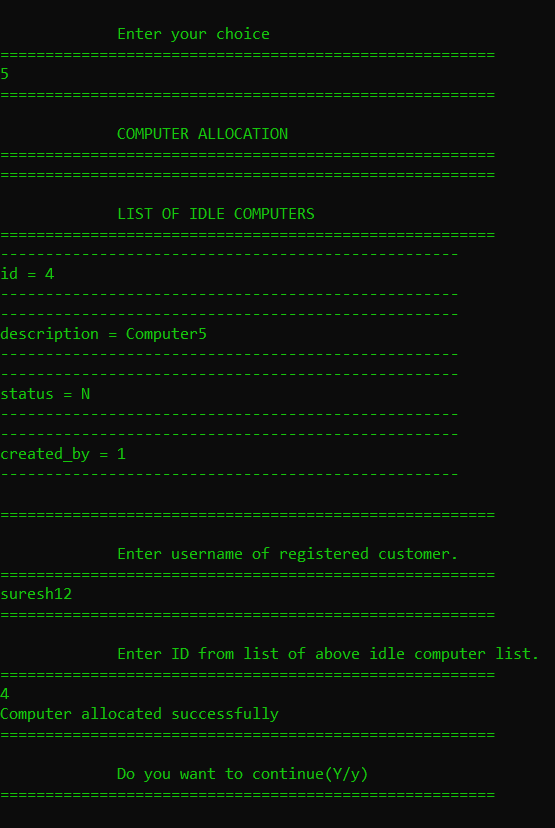 Enter your choice
=======================================================
5
=======================================================
COMPUTER ALLOCATION
=======================================================
=======================================================
LIST OF IDLE COMPUTERS
=======================================================
---------------------------------------------------
id = 4
---------------------------------------------------
---------------------------------------------------
description = Computer5
---------------------------------------------------
---------------------------------------------------
status = N
---------------------------------------------------
---------------------------------------------------
created_by = 1
---------------------------------------------------
=======================================================
Enter username of registered customer.
=======================================================
suresh12
=======================================================
Enter ID from list of above idle computer list.
=======================================================
4
Computer allocated successfully
=======================================================
Do you want to continue(Y/y)
=======================================================